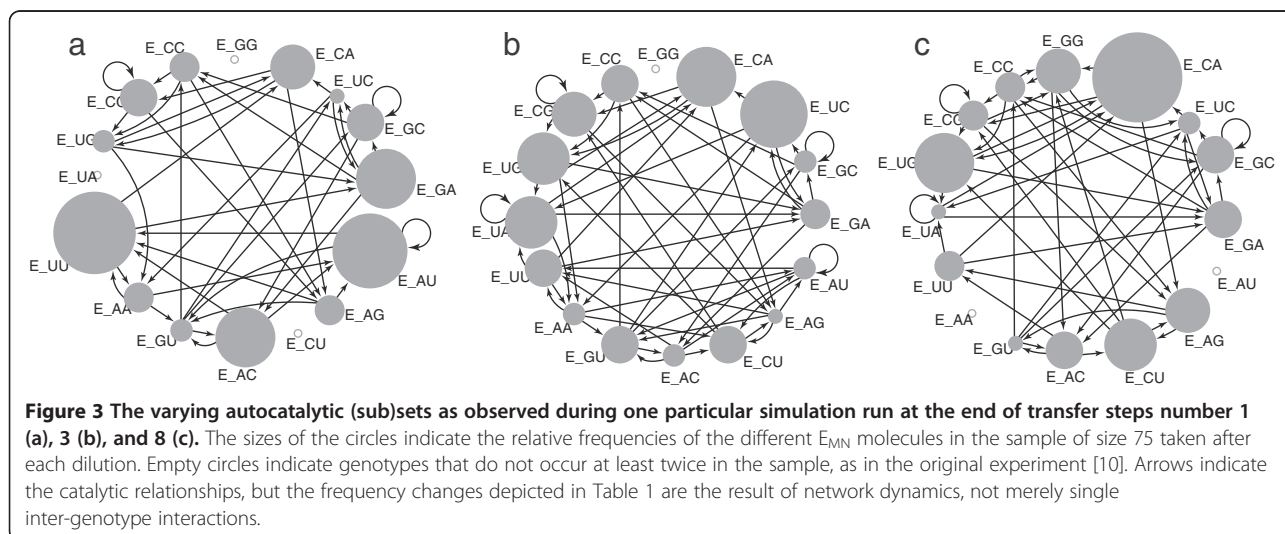 a
E_CC
E_GG
E_CA
E_UC
E_GC
E_GA
E_AU
E_AG
E_CU
E_AC
E_GU
E_AA
E_UU
E_UA
E_UG
E_CG
b
E_CC
E_GG
E_CA
E_UC
E_GC
E_GA
E_AU
E_AG
E_CU
E_AC
E_GU
E_AA
E_UU
E_UA
E_UG
E_CG
c
E_CC
E_GG
E_CA
E_UC
E_GC
E_GA
E_AU
E_AG
E_CU
E_AC
E_GU
E_AA
E_UU
E_UA
E_UG
E_CG
Figure 3 The varying autocatalytic (sub)sets as observed during one particular simulation run at the end of transfer steps number 1
(a), 3 (b), and 8 (c). The sizes of the circles indicate the relative frequencies of the different EMN molecules in the sample of size 75 taken after
each dilution. Empty circles indicate genotypes that do not occur at least twice in the sample, as in the original experiment [10]. Arrows indicate
the catalytic relationships, but the frequency changes depicted in Table 1 are the result of network dynamics, not merely single
inter-genotype interactions.